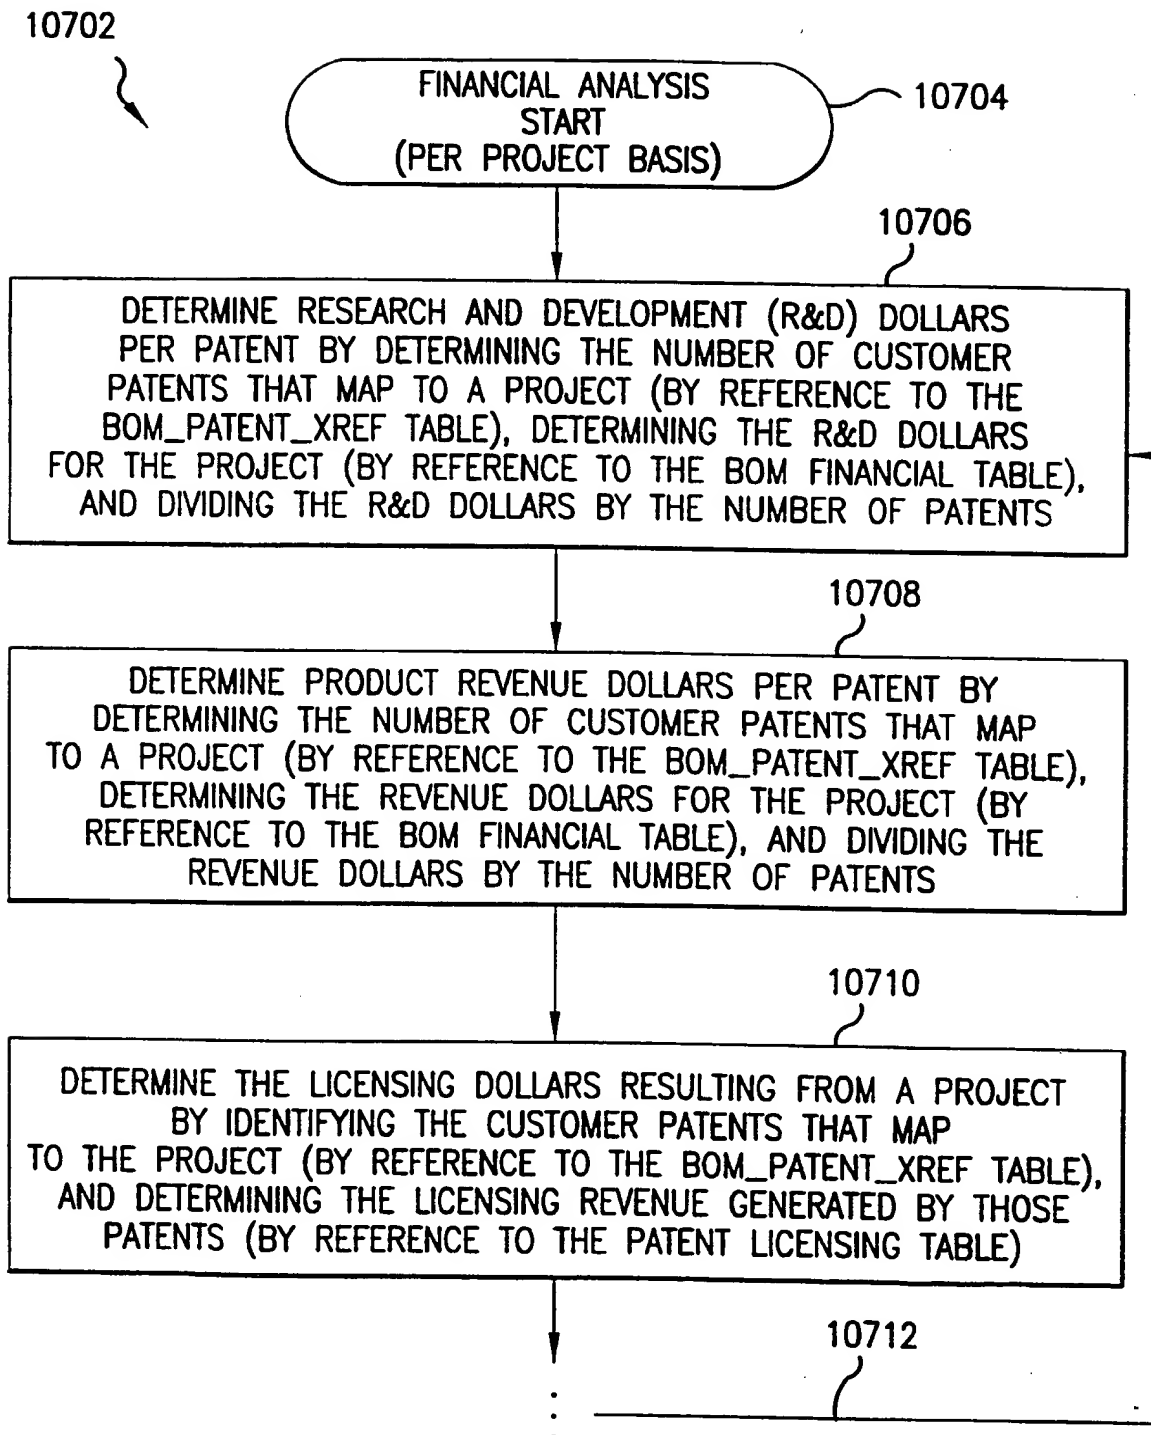 10702
FINANCIAL ANALYSIS
START
(PER PROJECT BASIS)
10704
10706
DETERMINE RESEARCH AND DEVELOPMENT (R&D) DOLLARS
PER PATENT BY DETERMINING THE NUMBER OF CUSTOMER
PATENTS THAT MAP TO A PROJECT (BY REFERENCE TO THE
BOM_PATENT_XREF TABLE), DETERMINING THE R&D DOLLARS
FOR THE PROJECT (BY REFERENCE TO THE BOM FINANCIAL TABLE),
AND DIVIDING THE R&D DOLLARS BY THE NUMBER OF PATENTS
10708
DETERMINE PRODUCT REVENUE DOLLARS PER PATENT BY
DETERMINING THE NUMBER OF CUSTOMER PATENTS THAT MAP
TO A PROJECT (BY REFERENCE TO THE BOM_PATENT_XREF TABLE),
DETERMINING THE REVENUE DOLLARS FOR THE PROJECT (BY
REFERENCE TO THE BOM FINANCIAL TABLE), AND DIVIDING THE
REVENUE DOLLARS BY THE NUMBER OF PATENTS
10710
DETERMINE THE LICENSING DOLLARS RESULTING FROM A PROJECT
BY IDENTIFYING THE CUSTOMER PATENTS THAT MAP
TO THE PROJECT (BY REFERENCE TO THE BOM_PATENT_XREF TABLE),
AND DETERMINING THE LICENSING REVENUE GENERATED BY THOSE
PATENTS (BY REFERENCE TO THE PATENT LICENSING TABLE)
10712